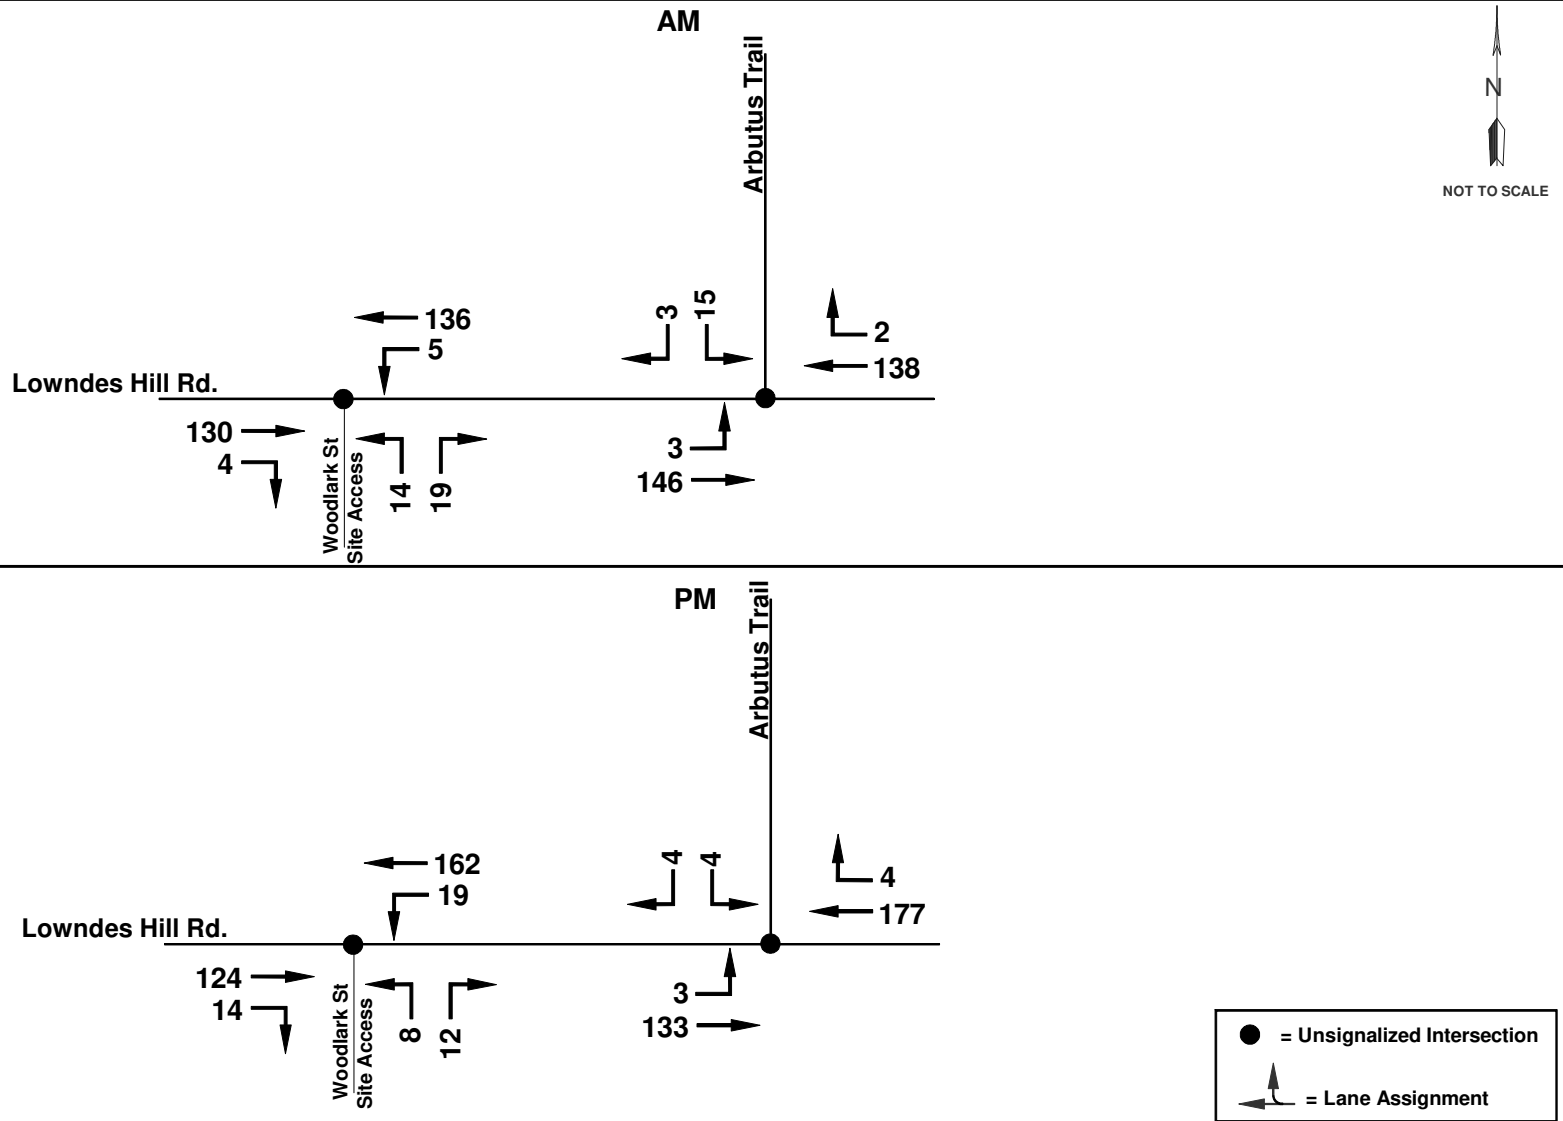 AM
Arbutus Trail
N
NOT TO SCALE
136
5
3
15
2
138
Lowndes Hill Rd.
130
4
Woodlark St
Site Access
14
19
3
146
PM
Arbutus Trail
162
19
4
4
4
177
Lowndes Hill Rd.
124
14
Woodlark St
Site Access
8
12
3
133
= Unsignalized Intersection
= Lane Assignment